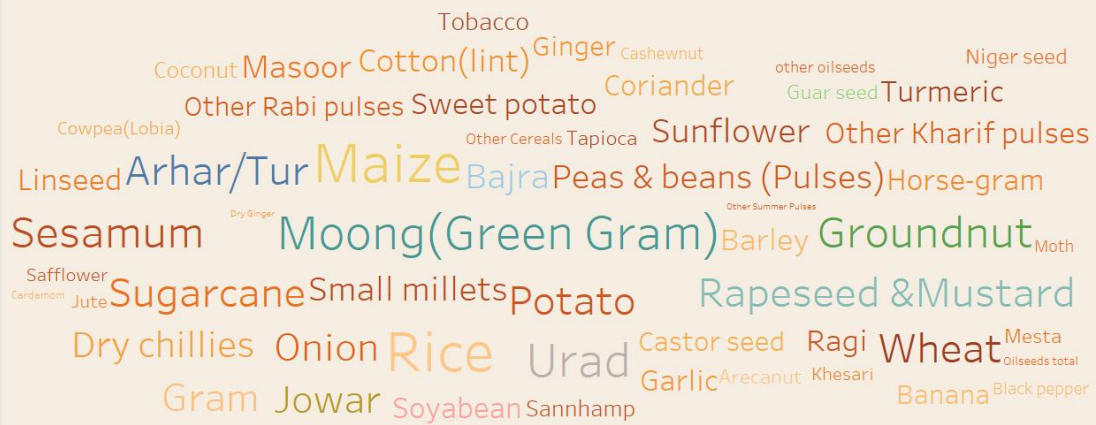 Tobacco
Coconut Masoor Cotton(lint) Ginger Cashewnut Niger seed
other oilseeds
Coriander Guar seed Turmeric
Other Rabi pulses Sweet potato
Cowpea(Lobia) Other Cereals Tapioca Sunflower Other Kharif pulses
Linseed Arhar/Tur Maize Bajra Peas & beans (Pulses) Horse-gram
Dry Ginger Other Summer Pulses
Sesamum Moong(Green Gram) Barley Groundnut Moth
Safflower
Cardamom Jute Sugarcane Small millets Potato Rapeseed &Mustard
Dry chillies Onion Rice Urad Castor seed Ragi Wheat Mesta
Oilseeds total
Garlic Arecanut Khesari
Gram Jowar Soyabean Sannhamp Banana Black pepper